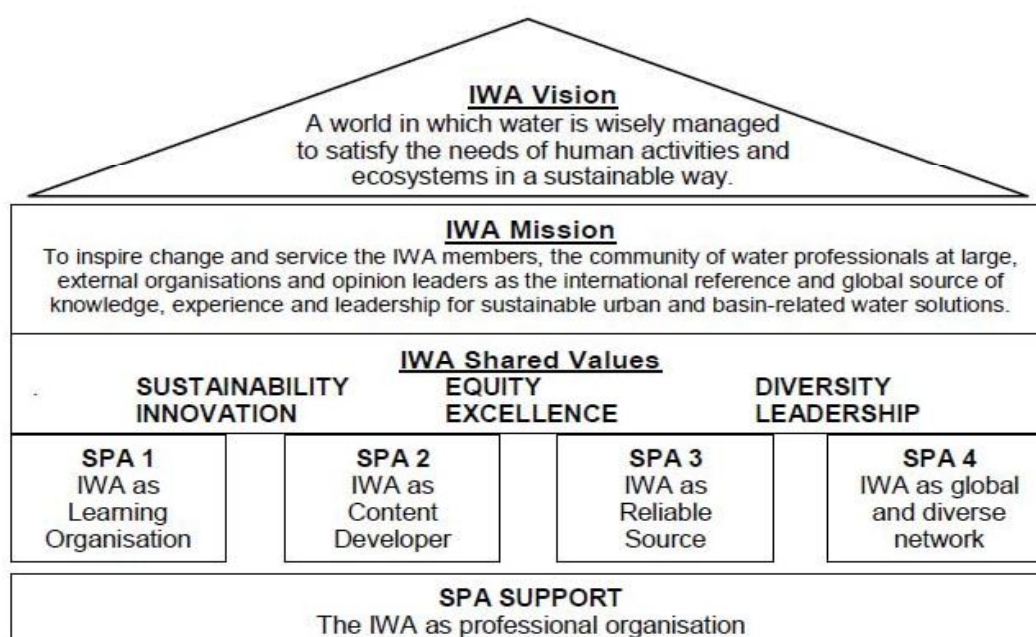 IWA Vision
A world in which water is wisely managed
to satisfy the needs of human activities and
ecosystems in a sustainable way.
IWA Mission
To inspire change and service the IWA members, the community of water professionals at large,
external organisations and opinion leaders as the international reference and global source of
knowledge, experience and leadership for sustainable urban and basin-related water solutions.
IWA Shared Values
SUSTAINABILITY EQUITY DIVERSITY
INNOVATION EXCELLENCE LEADERSHIP
SPA 1
IWA as
Learning
Organisation
SPA 2
IWA as
Content
Developer
SPA 3
IWA as
Reliable
Source
SPA 4
IWA as global
and diverse
network
SPA SUPPORT
The IWA as professional organisation